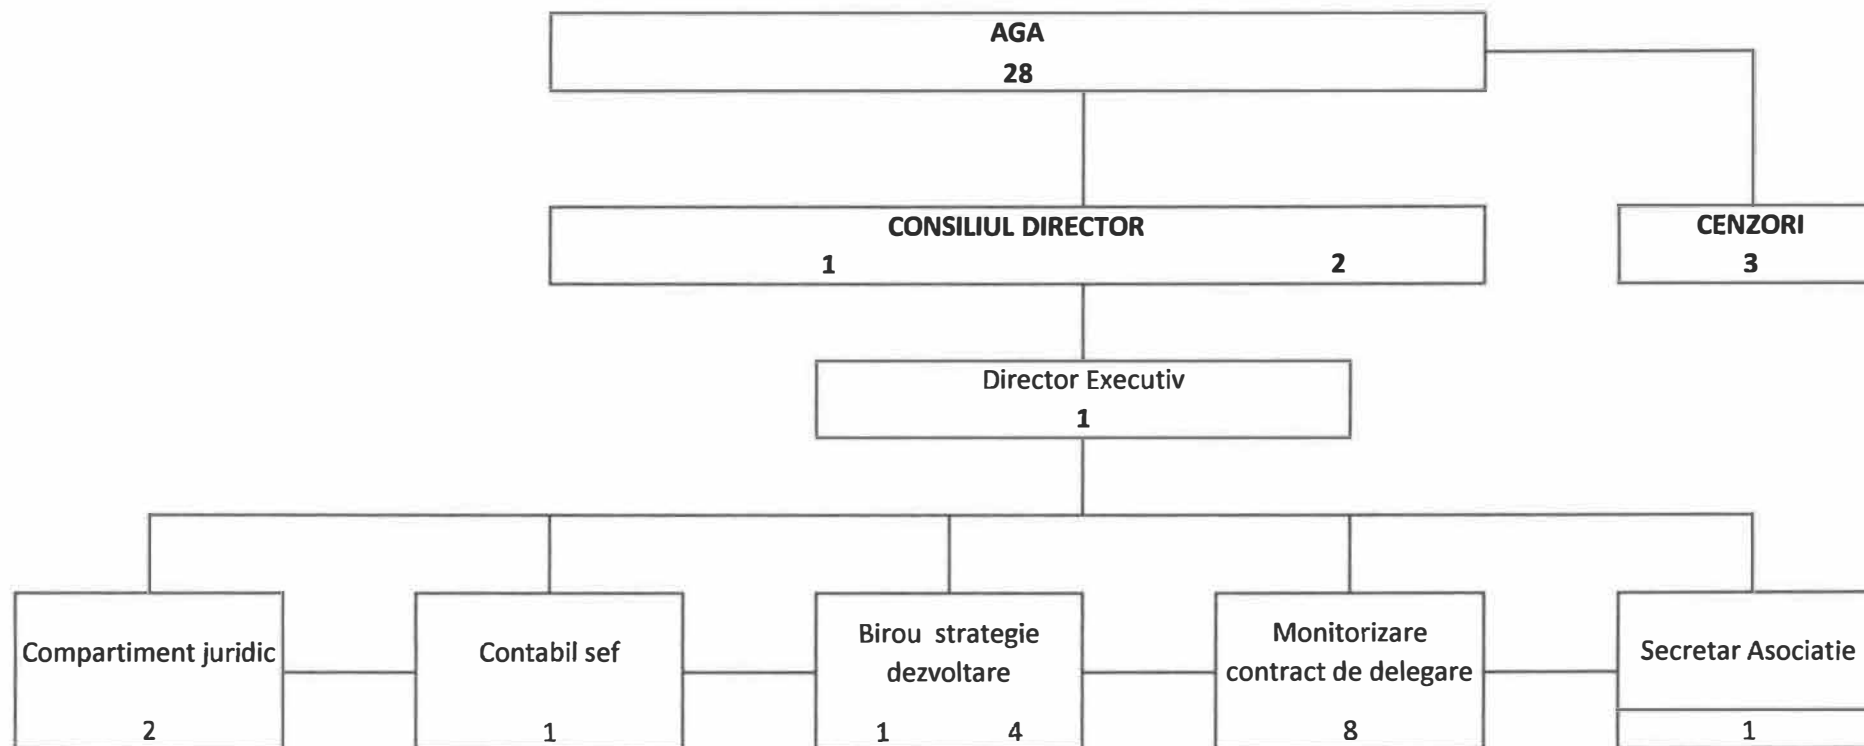 AGA
28
CONSILIUL DIRECTOR
1 2
CENZORI
3
Director Executiv
1
Compartiment juridic
2
Contabil sef
1
Birou strategie
dezvoltare
1 4
Monitorizare
contract de delegare
8
Secretar Asociatie
1